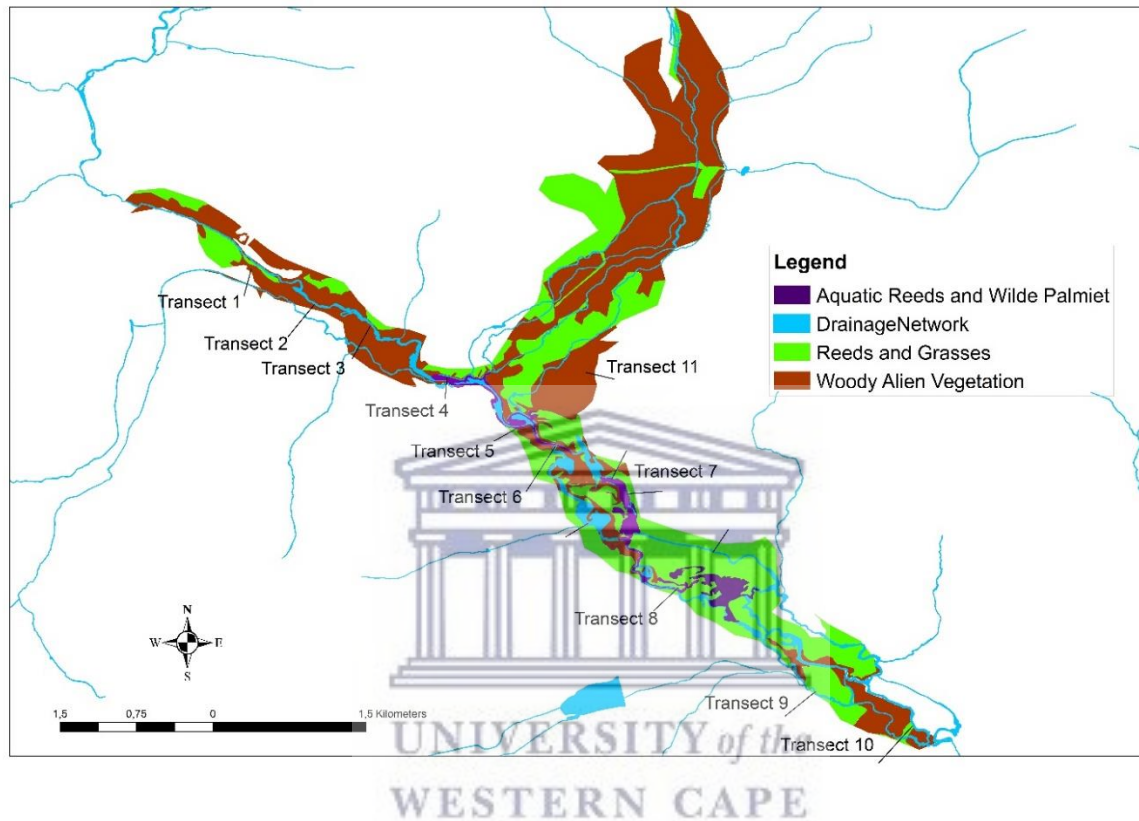 Legend
Aquatic Reeds and Wilde Palmiet
DrainageNetwork
Reeds and Grasses
Woody Alien Vegetation
Transect 1
Transect 2
Transect 3
Transect 11
Transect 4
Transect 5
Transect 7
Transect 6
Transect 8
Transect 9
Transect 10
N
W E
S
1,5 0,75 0 1,5 Kilometers
UNIVERSITY of the
WESTERN CAPE